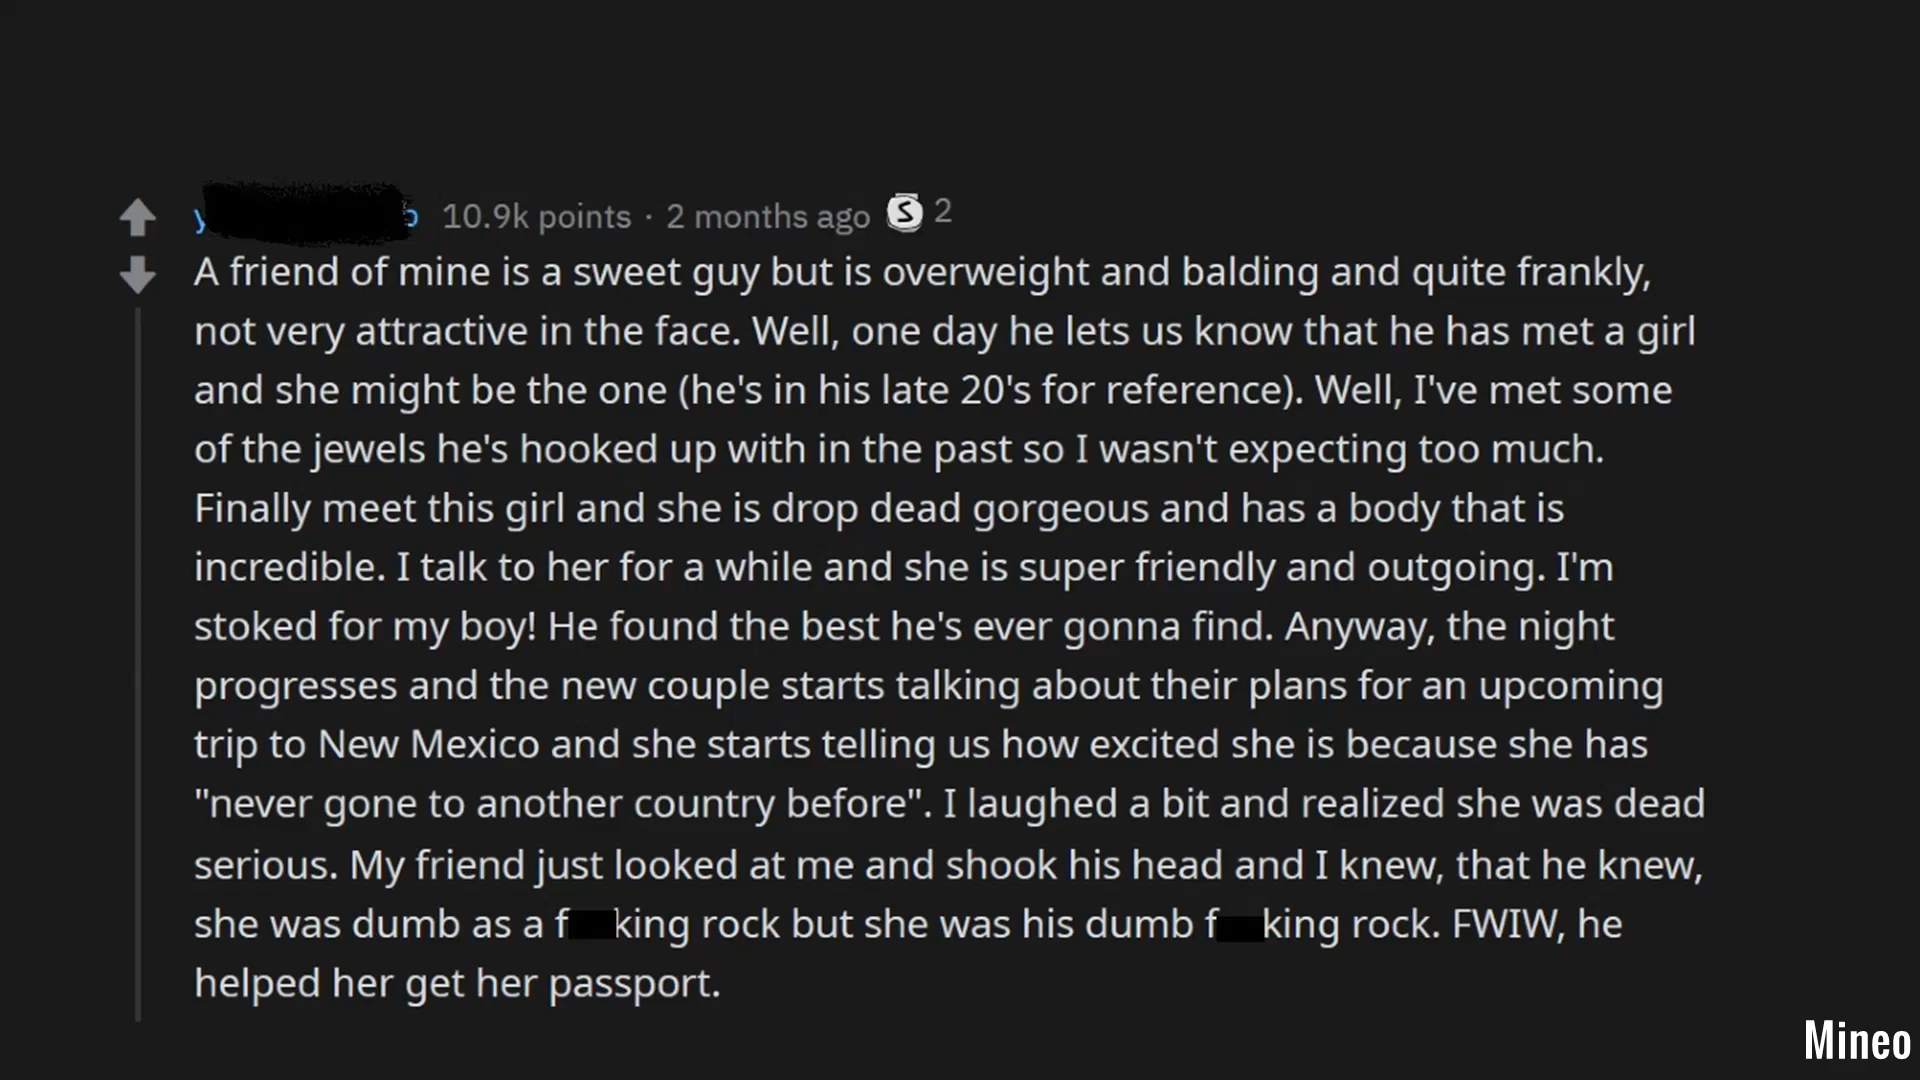 10.9k points · 2 months ago S 2
A friend of mine is a sweet guy but is overweight and balding and quite frankly,
not very attractive in the face. Well, one day he lets us know that he has met a girl
and she might be the one (he's in his late 20's for reference). Well, I've met some
of the jewels he's hooked up with in the past so I wasn't expecting too much.
Finally meet this girl and she is drop dead gorgeous and has a body that is
incredible. I talk to her for a while and she is super friendly and outgoing. I'm
stoked for my boy! He found the best he's ever gonna find. Anyway, the night
progresses and the new couple starts talking about their plans for an upcoming
trip to New Mexico and she starts telling us how excited she is because she has
"never gone to another country before". I laughed a bit and realized she was dead
serious. My friend just looked at me and shook his head and I knew, that he knew,
she was dumb as a f king rock but she was his dumb f king rock. FWIW, he
helped her get her passport.
Mineo